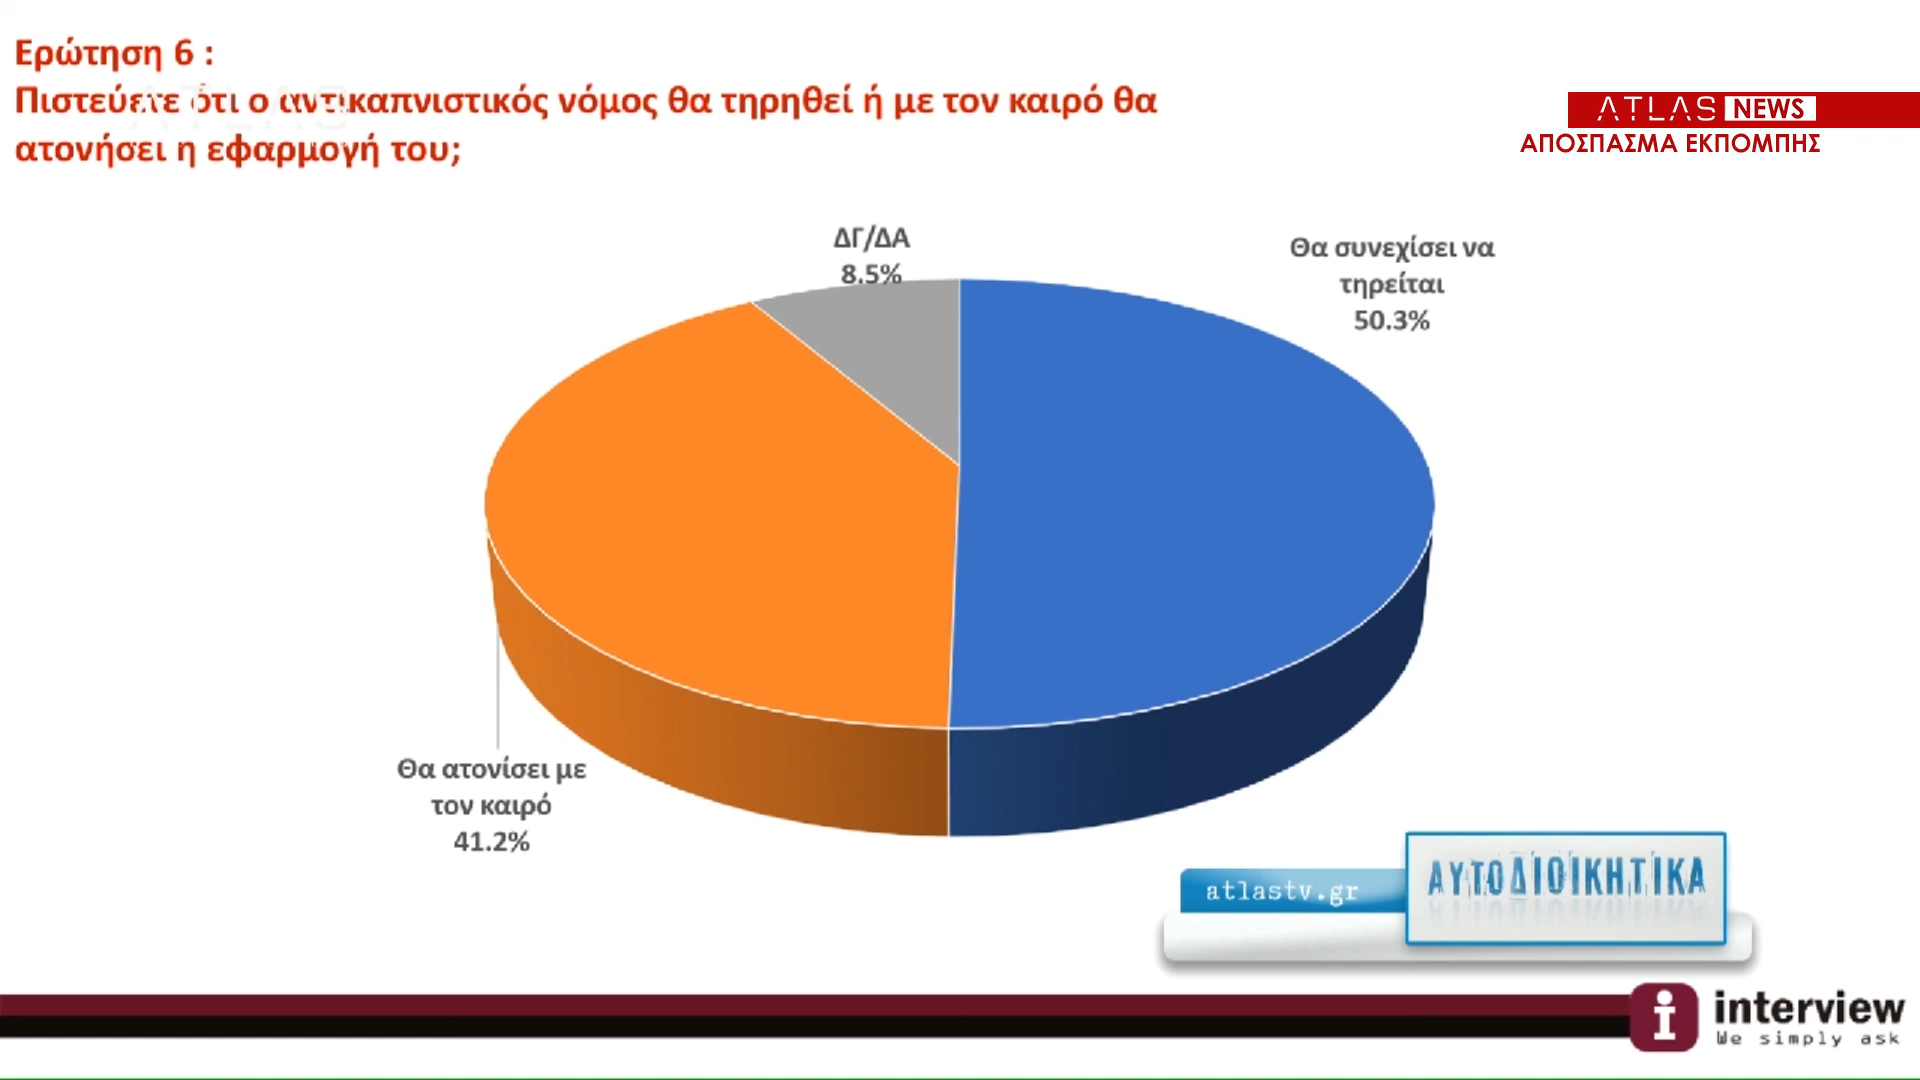 Ερώτηση 6 :
Πιστεύετε ότι ο αντικαπνιστικός νόμος θα τηρηθεί ή με τον καιρό θα
ατονήσει η εφαρμογή του;
ATLAS
ATLAS NEWS
ΑΠΟΣΠΑΣΜΑ ΕΚΠΟΜΠΗΣ
ΔΓ/ΔΑ
8.5%
Θα συνεχίσει να
τηρείται
50.3%
Θα ατονίσει με
τον καιρό
41.2%
atlastv.gr
ΑΥΤΟΔΙΟΙΚΗΤΙΚΑ
interview
We simply ask